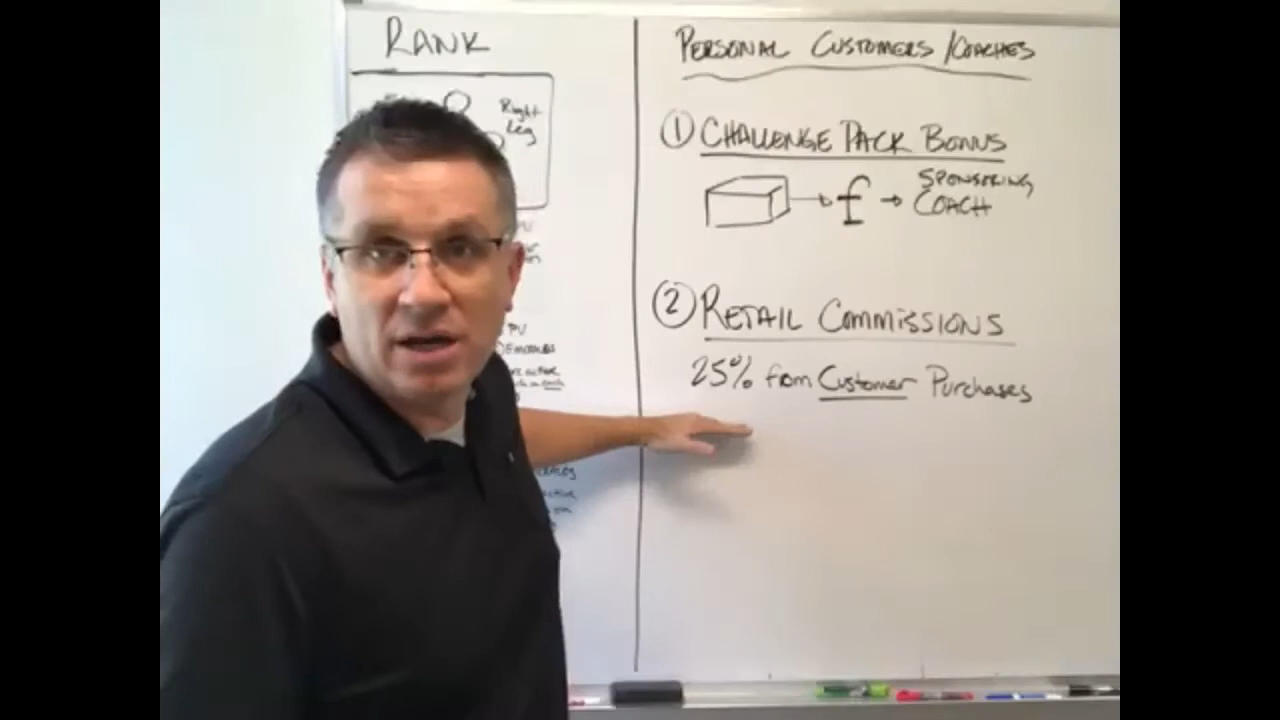 RANK
Right
Leg
PV
PERSONAL CUSTOMERS/COACHES
① CHALLENGE PACK BONUS
f
SPONSORING
COACH
② RETAIL COMMISSIONS
25% from Customer Purchases